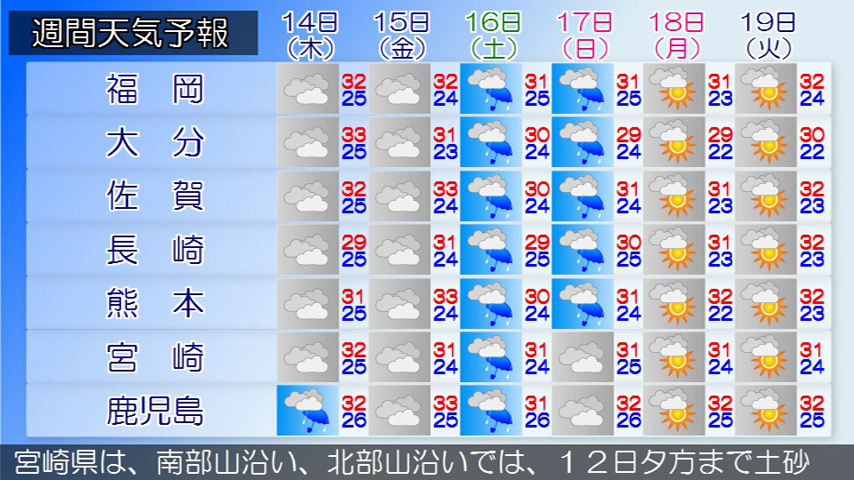 週間天気予報
14日 15日 16日 17日 18日 19日
(木) (金) (土) (日) (月) (火)
福岡 32 32 31 31 31 32
25 24 25 25 23 24
大分 33 31 30 29 29 30
25 23 24 24 22 22
佐賀 32 33 30 31 31 32
25 24 24 24 23 23
長崎 29 31 29 30 31 32
25 24 25 25 23 23
熊本 31 33 30 31 32 32
25 24 24 24 22 23
宮崎 32 31 31 31 31 31
25 24 24 25 24 24
鹿児島 32 33 31 32 32 32
26 25 26 26 25 25
宮崎県は、南部山沿い、北部山沿いでは、12日夕方まで土砂